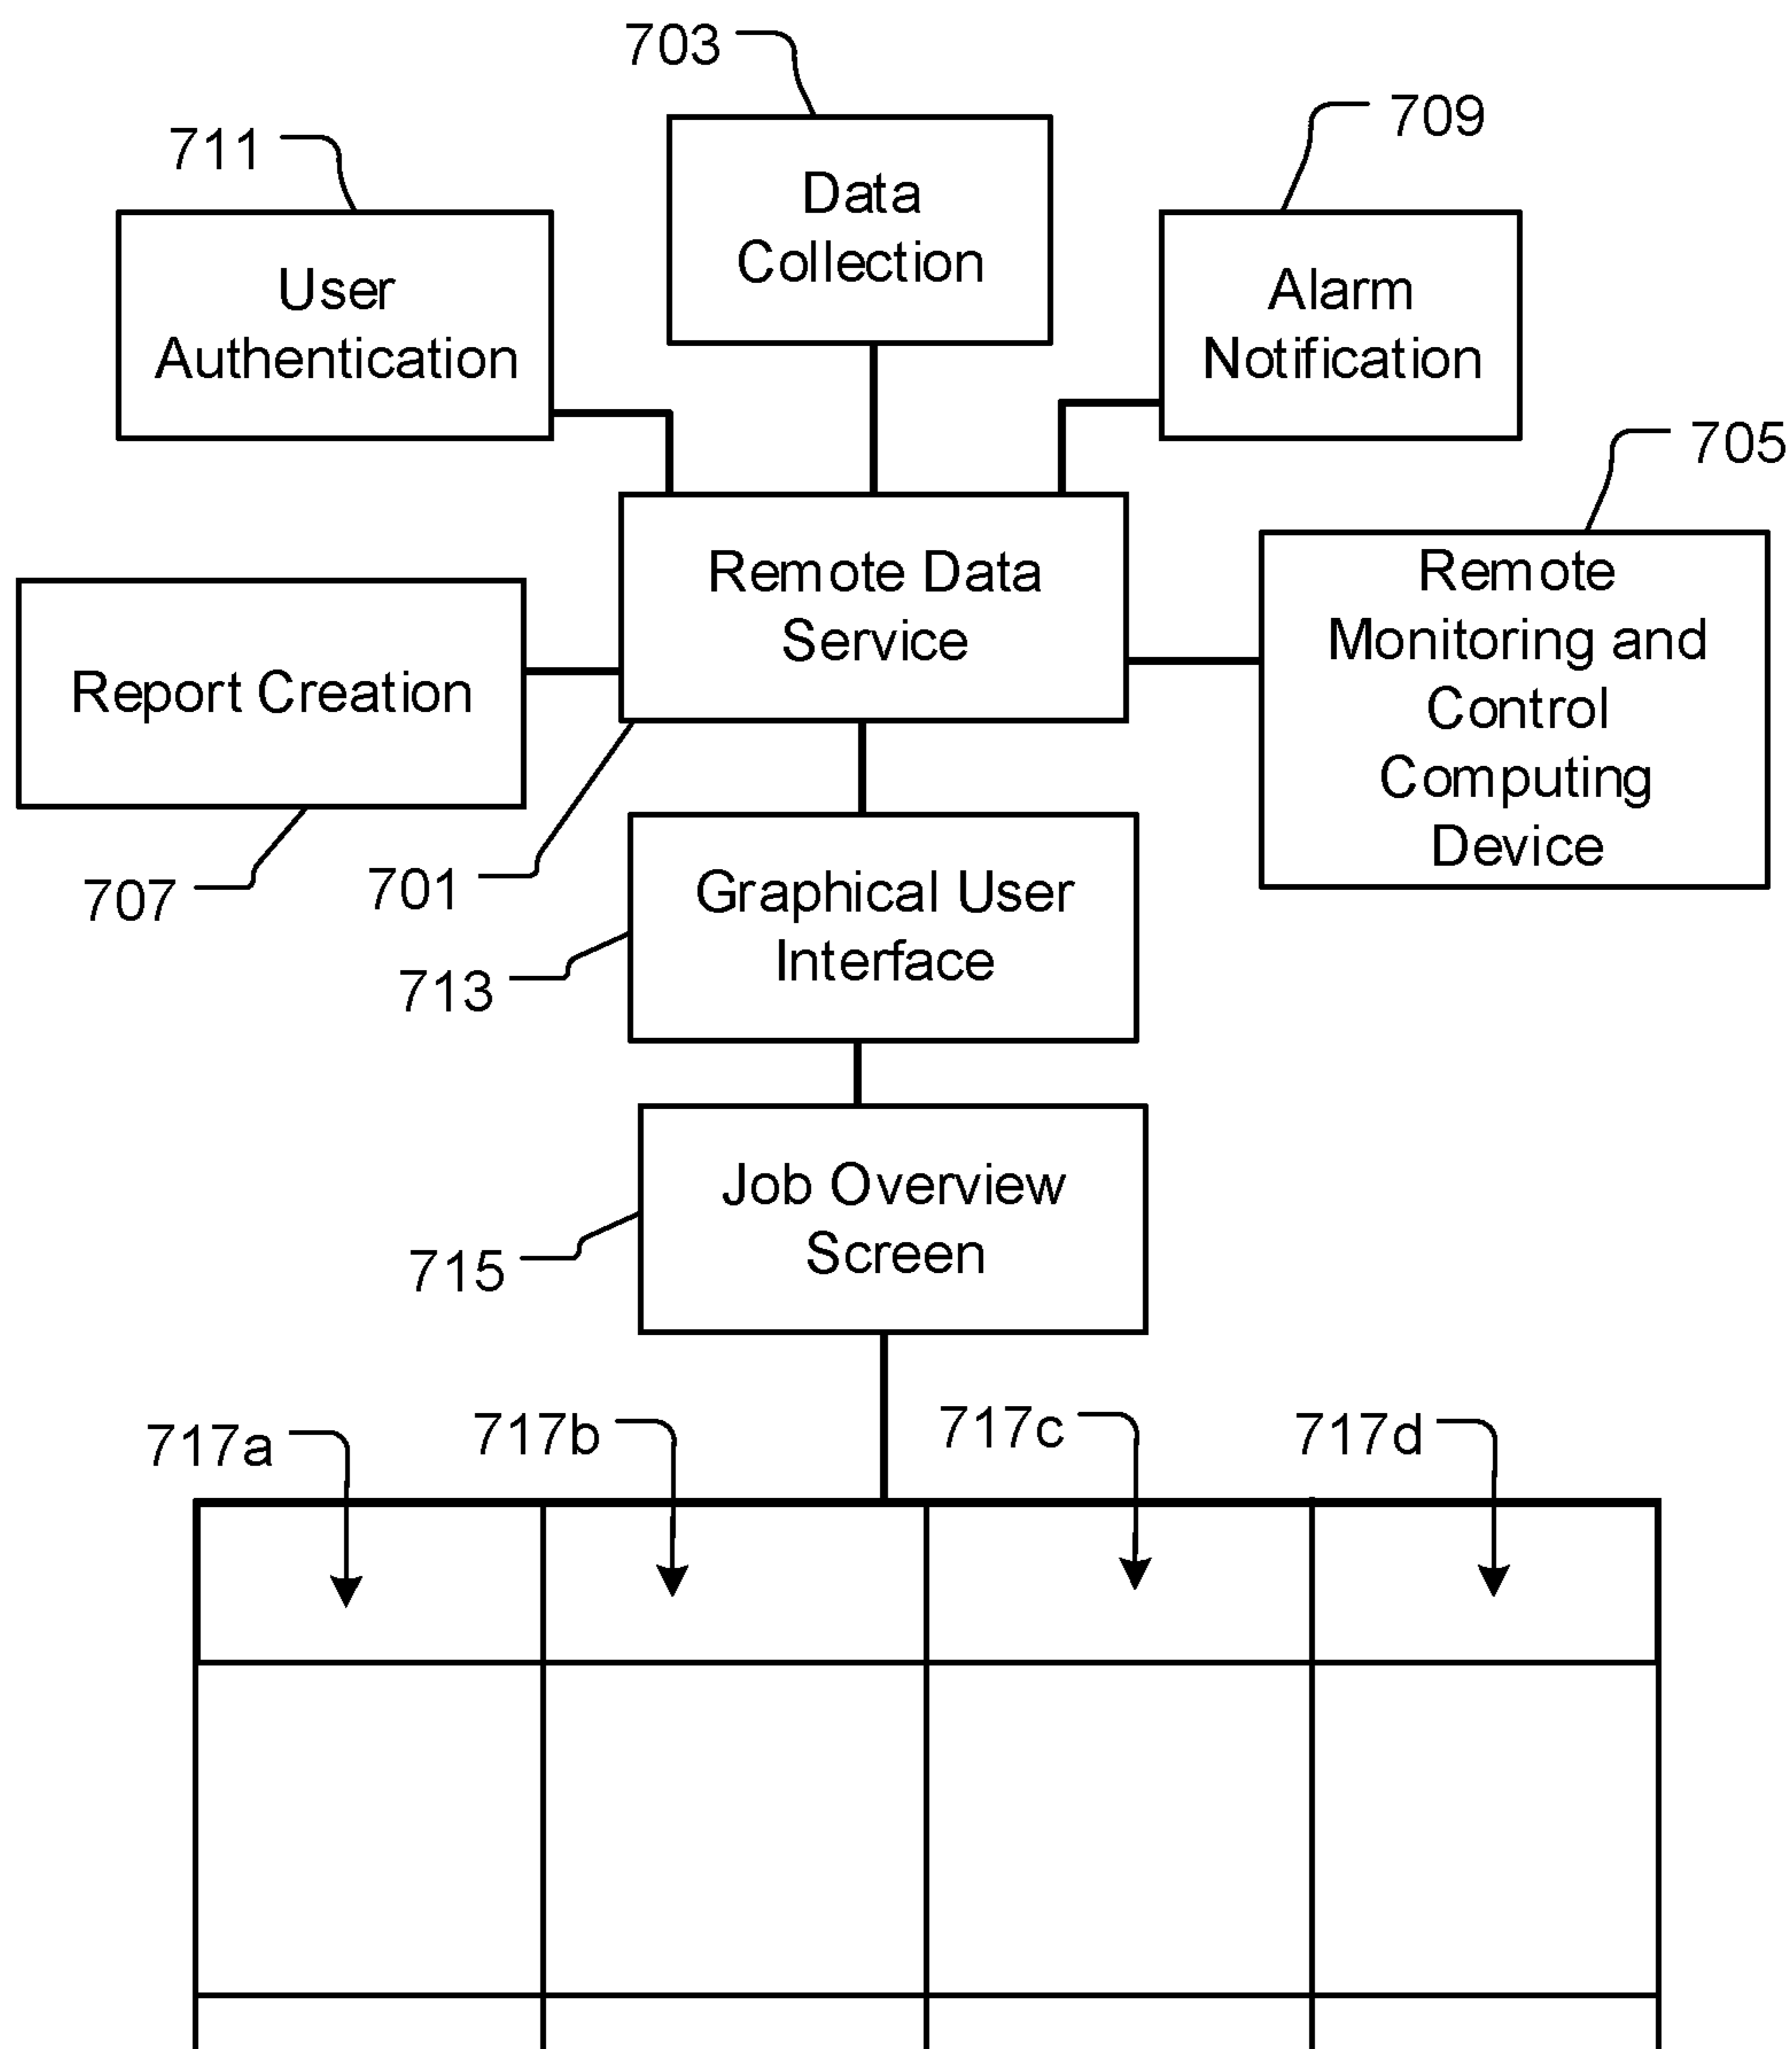 703
709
711
Data
Collection
User
Authentication
Alarm
Notification
705
Remote Data
Service
Remote
Monitoring and
Control
Computing
Device
Report Creation
707
701
Graphical User
Interface
713
Job Overview
Screen
715
717a
717b
717c
717d